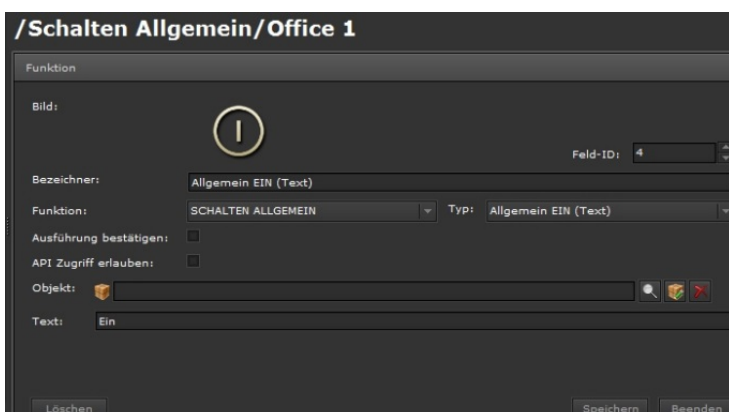 /Schalten Allgemein/Office 1
Funktion
Bild:
Feld-ID: 4
Bezeichner: Allgemein EIN (Text)
Funktion: SCHALTEN ALLGEMEIN Typ: Allgemein EIN (Text)
Ausführung bestätigen:
API Zugriff erlauben:
Objekt:
Text: Ein
Löschen Speichern Beenden